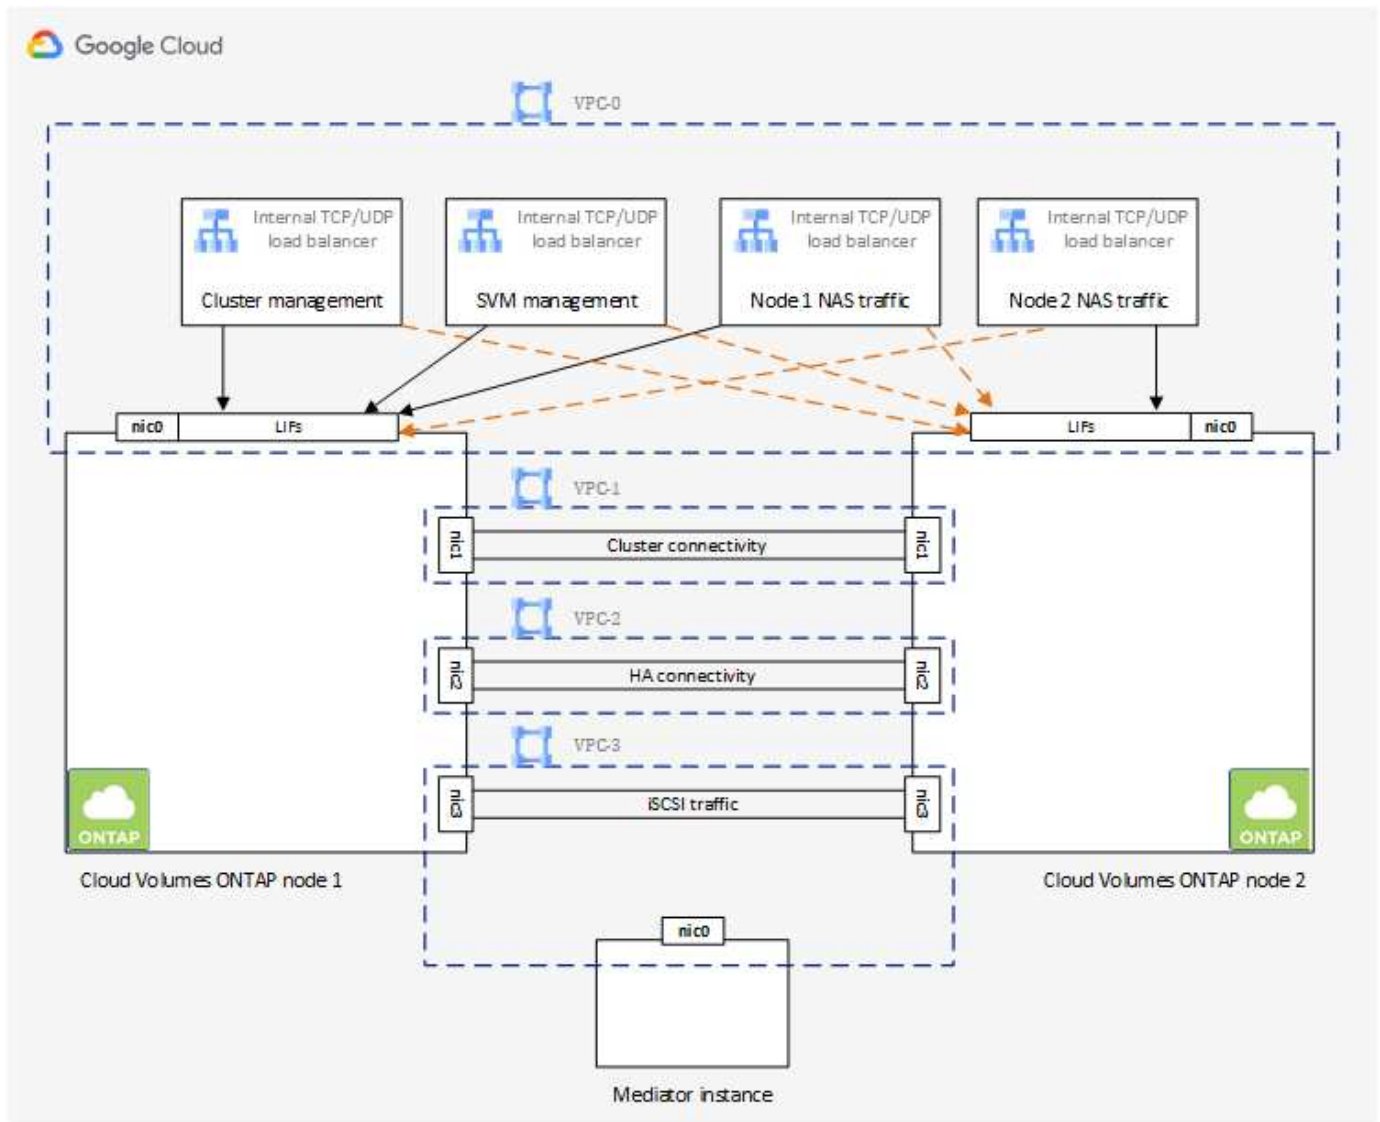 Google Cloud
VPC-0
Internal TCP/UDP
load balancer
Cluster management
Internal TCP/UDP
load balancer
SVM management
Internal TCP/UDP
load balancer
Node 1 NAS traffic
Internal TCP/UDP
load balancer
Node 2 NAS traffic
nic0
LIFs
LIFs
nic0
VPC-1
nic1
Cluster connectivity
nic1
VPC-2
nic2
HA connectivity
nic2
VPC-3
nic3
iSCSI traffic
nic3
ONTAP
ONTAP
Cloud Volumes ONTAP node 1
Cloud Volumes ONTAP node 2
nic0
Mediator instance